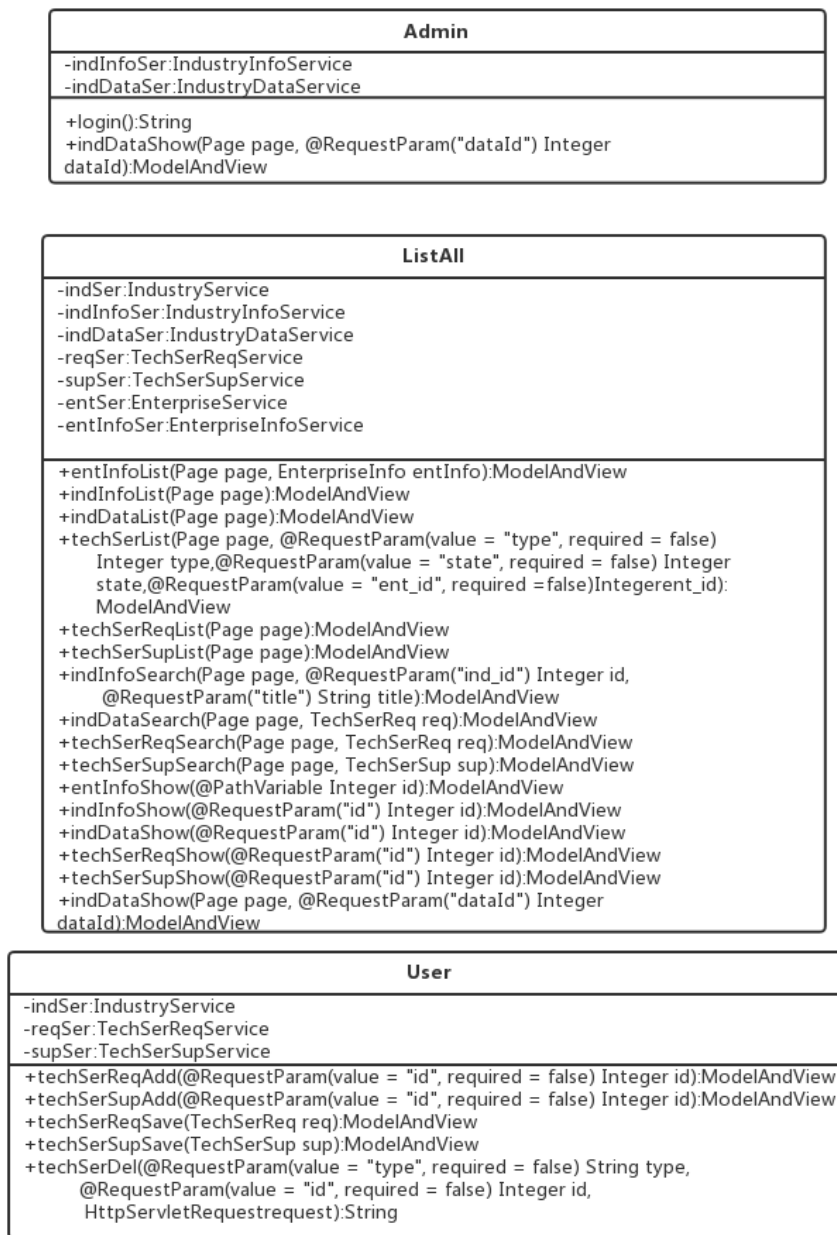 Admin
-indInfoSer:IndustryInfoService
-indDataSer:IndustryDataService
+login():String
+indDataShow(Page page, @RequestParam("dataId") Integer
dataId):ModelAndView
ListAll
-indSer:IndustryService
-indInfoSer:IndustryInfoService
-indDataSer:IndustryDataService
-reqSer:TechSerReqService
-supSer:TechSerSupService
-entSer:EnterpriseService
-entInfoSer:EnterpriseInfoService
+entInfoList(Page page, EnterpriseInfo entInfo):ModelAndView
+indInfoList(Page page):ModelAndView
+indDataList(Page page):ModelAndView
+techSerList(Page page, @RequestParam(value = "type", required = false)
Integer type,@RequestParam(value = "state", required = false) Integer
state,@RequestParam(value = "ent_id", required =false)Integerent_id):
ModelAndView
+techSerReqList(Page page):ModelAndView
+techSerSupList(Page page):ModelAndView
+indInfoSearch(Page page, @RequestParam("ind_id") Integer id,
@RequestParam("title") String title):ModelAndView
+indDataSearch(Page page, TechSerReq req):ModelAndView
+techSerReqSearch(Page page, TechSerReq req):ModelAndView
+techSerSupSearch(Page page, TechSerSup sup):ModelAndView
+entInfoShow(@PathVariable Integer id):ModelAndView
+indInfoShow(@RequestParam("id") Integer id):ModelAndView
+indDataShow(@RequestParam("id") Integer id):ModelAndView
+techSerReqShow(@RequestParam("id") Integer id):ModelAndView
+techSerSupShow(@RequestParam("id") Integer id):ModelAndView
+indDataShow(Page page, @RequestParam("dataId") Integer
dataId):ModelAndView
User
-indSer:IndustryService
-reqSer:TechSerReqService
-supSer:TechSerSupService
+techSerReqAdd(@RequestParam(value = "id", required = false) Integer id):ModelAndView
+techSerSupAdd(@RequestParam(value = "id", required = false) Integer id):ModelAndView
+techSerReqSave(TechSerReq req):ModelAndView
+techSerSupSave(TechSerSup sup):ModelAndView
+techSerDel(@RequestParam(value = "type", required = false) String type,
@RequestParam(value = "id", required = false) Integer id,
HttpServletRequestrequest):String